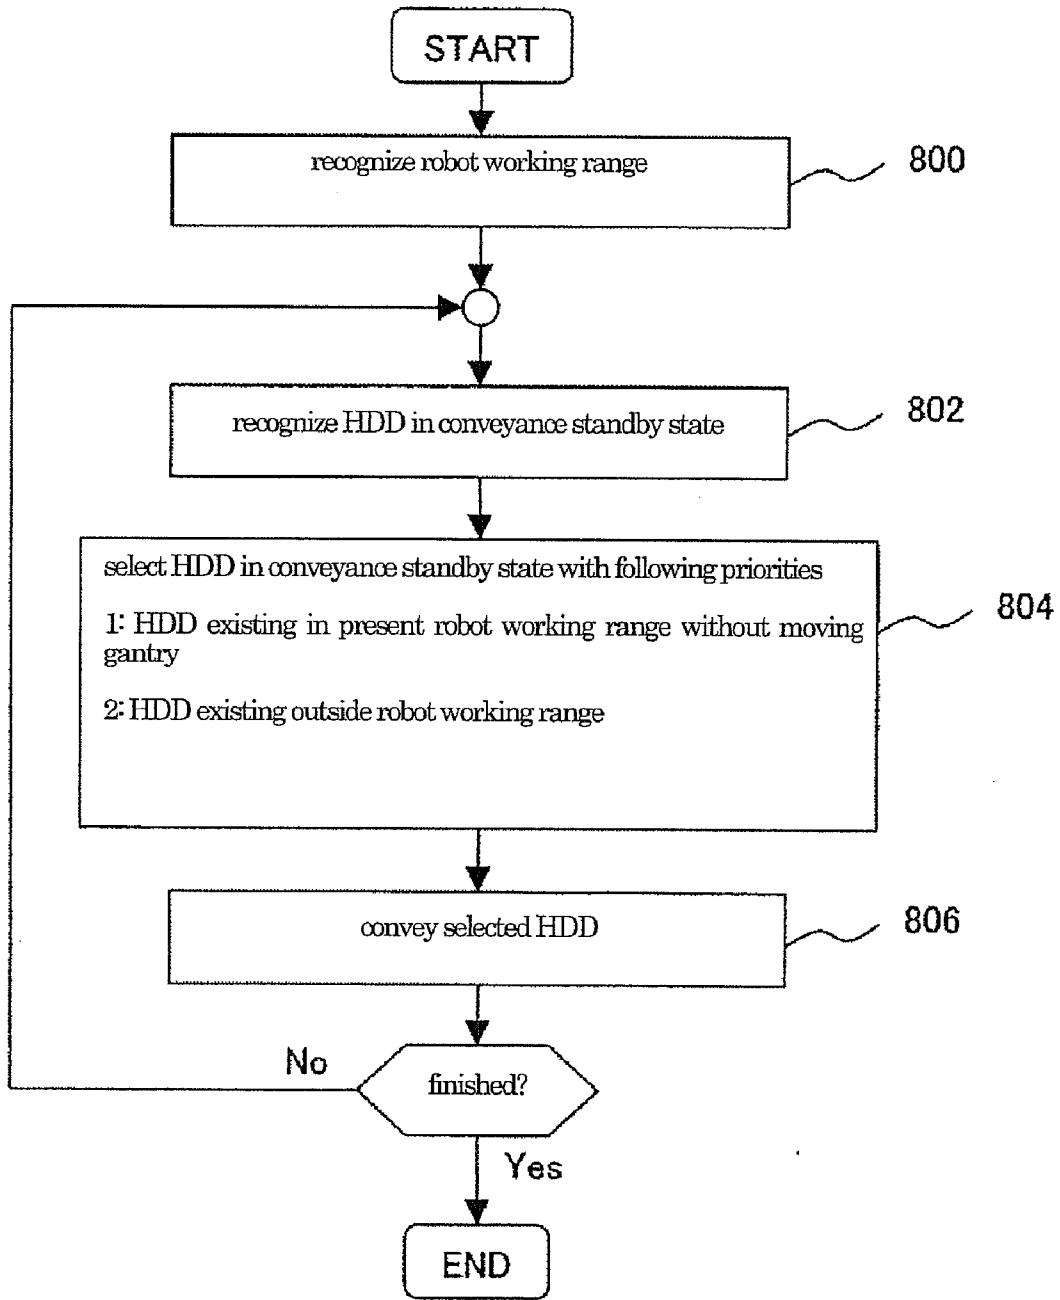 START
recognize robot working range
800
recognize HDD in conveyance standby state
802
select HDD in conveyance standby state with following priorities
1: HDD existing in present robot working range without moving
gantry
2: HDD existing outside robot working range
804
convey selected HDD
806
No
finished?
Yes
END